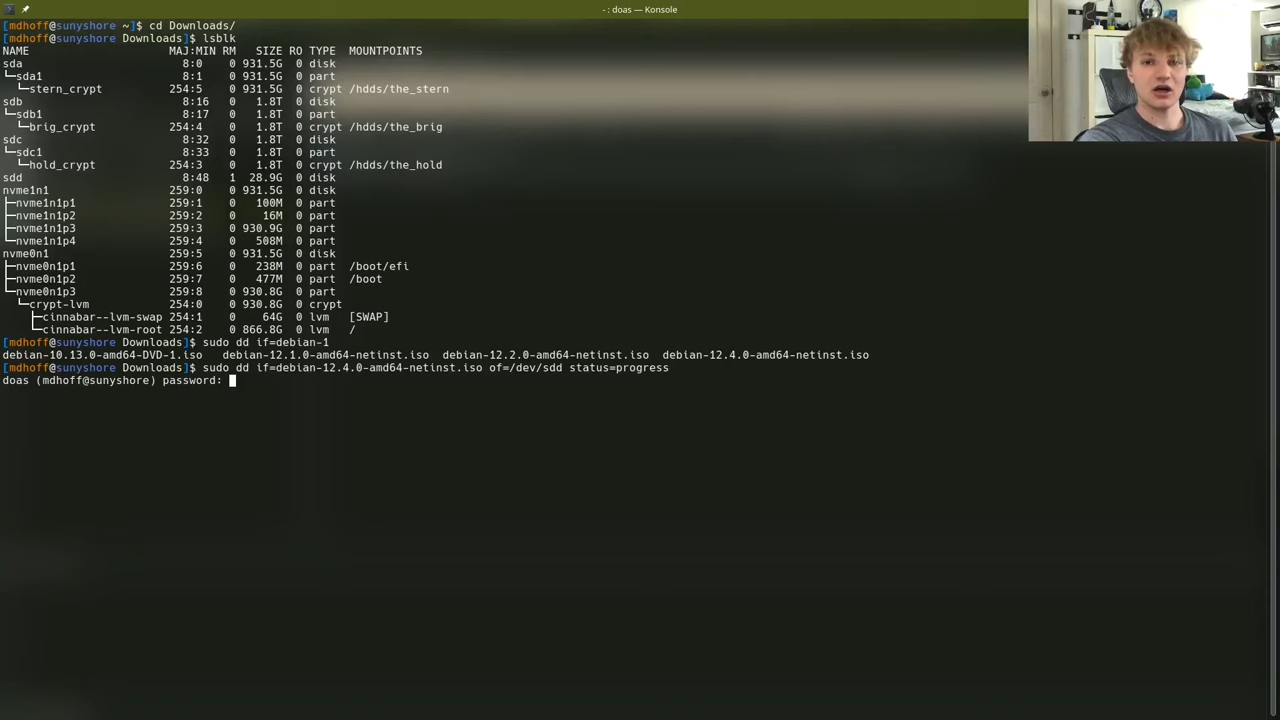 - : doas — Konsole
[mdhoff@sunyshore ~]$ cd Downloads/
[mdhoff@sunyshore Downloads]$ lsblk
NAME                      MAJ:MIN RM   SIZE RO TYPE  MOUNTPOINTS
sda                         8:0    0 931.5G  0 disk
└─sda1                      8:1    0 931.5G  0 part
  └─stern_crypt           254:5    0 931.5G  0 crypt /hdds/the_stern
sdb                         8:16   0   1.8T  0 disk
└─sdb1                      8:17   0   1.8T  0 part
  └─brig_crypt            254:4    0   1.8T  0 crypt /hdds/the_brig
sdc                         8:32   0   1.8T  0 disk
└─sdc1                      8:33   0   1.8T  0 part
  └─hold_crypt            254:3    0   1.8T  0 crypt /hdds/the_hold
sdd                         8:48   1  28.9G  0 disk
nvme1n1                   259:0    0 931.5G  0 disk
├─nvme1n1p1               259:1    0   100M  0 part
├─nvme1n1p2               259:2    0    16M  0 part
├─nvme1n1p3               259:3    0 930.9G  0 part
└─nvme1n1p4               259:4    0   508M  0 part
nvme0n1                   259:5    0 931.5G  0 disk
├─nvme0n1p1               259:6    0   238M  0 part  /boot/efi
├─nvme0n1p2               259:7    0   477M  0 part  /boot
└─nvme0n1p3               259:8    0 930.8G  0 part
  └─crypt-lvm             254:0    0 930.8G  0 crypt
    ├─cinnabar--lvm-swap  254:1    0    64G  0 lvm   [SWAP]
    └─cinnabar--lvm-root  254:2    0 866.8G  0 lvm   /
[mdhoff@sunyshore Downloads]$ sudo dd if=debian-1
debian-10.13.0-amd64-DVD-1.iso   debian-12.1.0-amd64-netinst.iso  debian-12.2.0-amd64-netinst.iso  debian-12.4.0-amd64-netinst.iso
[mdhoff@sunyshore Downloads]$ sudo dd if=debian-12.4.0-amd64-netinst.iso of=/dev/sdd status=progress
doas (mdhoff@sunyshore) password: